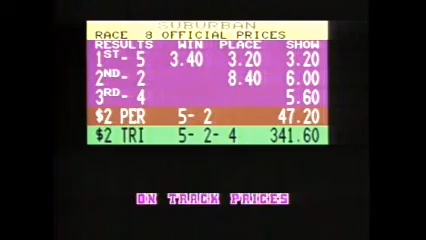 SUBURBAN
RACE 8 OFFICIAL PRICES
RESULTS WIN PLACE SHOW
1ST- 5 3.40 3.20 3.20
2ND- 2 8.40 6.00
3RD- 4 5.60
$2 PER 5- 2 47.20
$2 TRI 5- 2- 4 341.60
ON TRACK PRICES